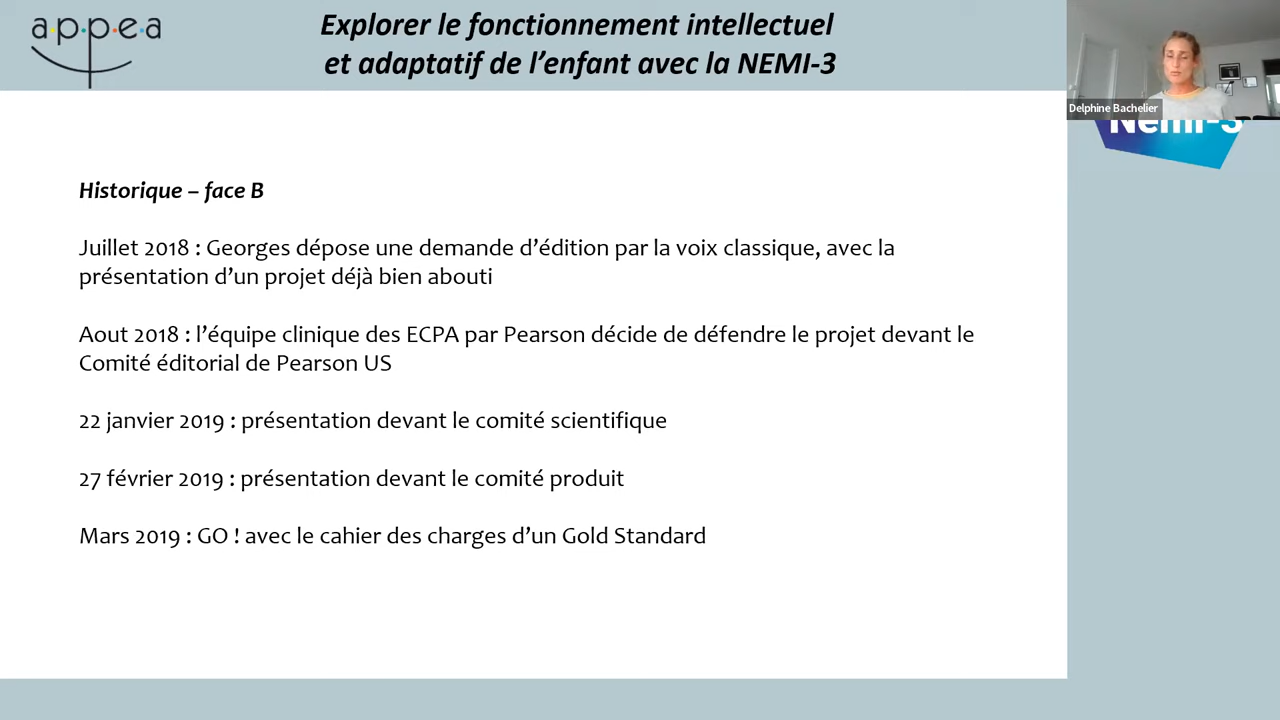 a·p·p·e·a
Explorer le fonctionnement intellectuel
et adaptatif de l’enfant avec la NEMI-3
Delphine Bachelier
Nemi-3
Historique – face B
Juillet 2018 : Georges dépose une demande d’édition par la voix classique, avec la
présentation d’un projet déjà bien abouti
Aout 2018 : l’équipe clinique des ECPA par Pearson décide de défendre le projet devant le
Comité éditorial de Pearson US
22 janvier 2019 : présentation devant le comité scientifique
27 février 2019 : présentation devant le comité produit
Mars 2019 : GO ! avec le cahier des charges d’un Gold Standard